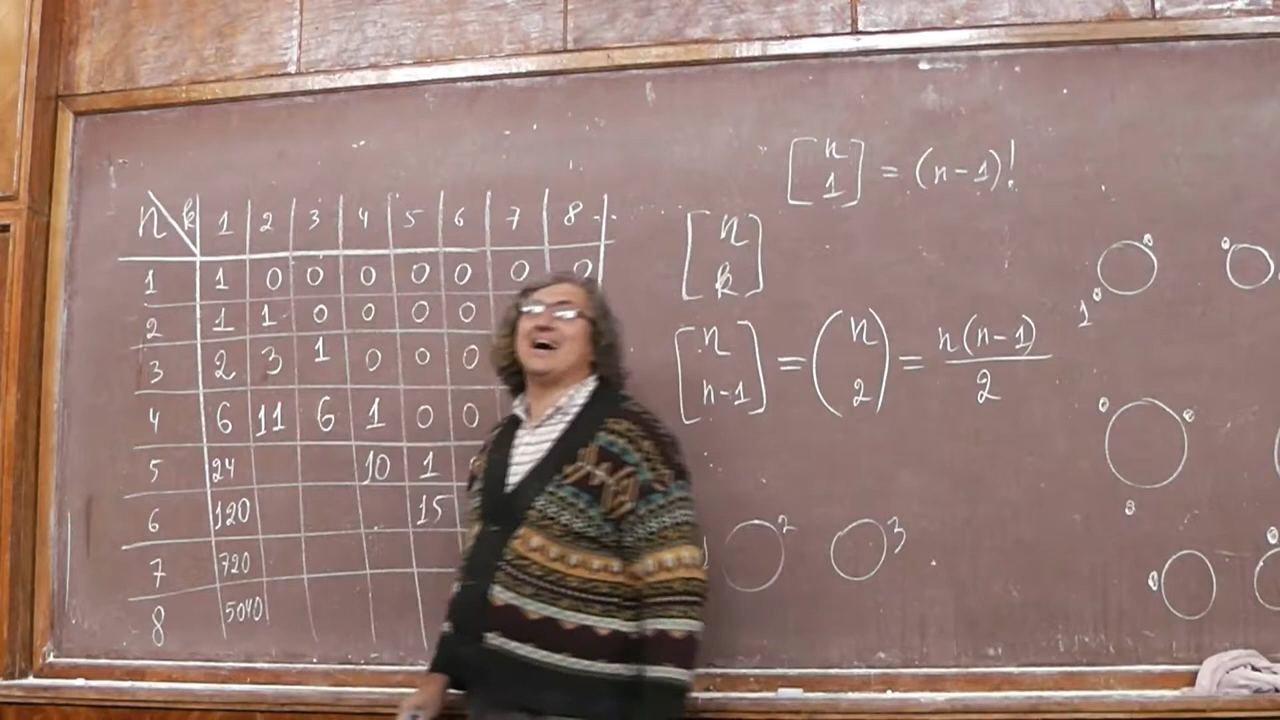 n k 1 2 3 4 5 6 7 8 ...
1 1 0 0 0 0 0 0 0
2 1 1 0 0 0 0
3 2 3 1 0 0 0
4 6 11 6 1 0 0
5 24 10 1
6 120 15
7 720
8 5040
[n 1] = (n-1)!
[n k]
[n n-1] = (n 2) = n(n-1)/2
2 3
1